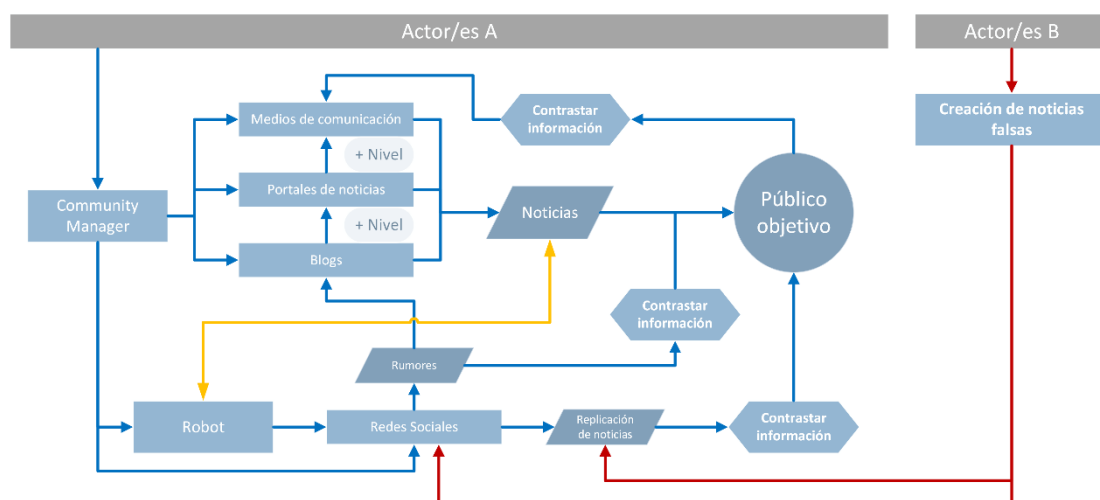 Actor/es A
Actor/es B
Contrastar
información
Creación de noticias
falsas
Medios de comunicación
+ Nivel
Portales de noticias
Community
Manager
+ Nivel
Noticias
Público
objetivo
Blogs
Contrastar
información
Rumores
Robot
Redes Sociales
Replicación
de noticias
Contrastar
información